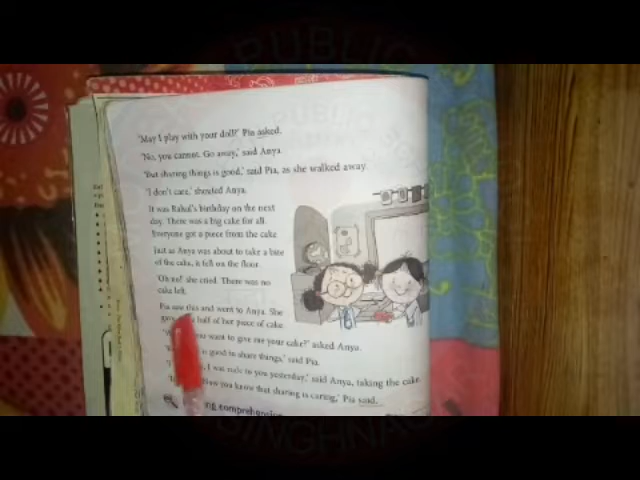 'May I play with your doll?' Pia asked.
'No, you cannot. Go away,' said Anya.
'But sharing things is good,' said Pia, as she walked away.
'I don't care,' shouted Anya.
It was Rahul's birthday on the next
day. There was a big cake for all.
Everyone got a piece from the cake
Just as Anya was about to take a bite
of the cake, it fell on the floor.
'Oh no!' she cried. There was no
cake left.
Pia saw this and went to Anya. She
half of her piece of cake
you want to give me your cake?' asked Anya.
is good to share things,' said Pia.
I was rude to you yesterday,' said Anya, taking the cake.
Now you know that sharing is caring,' Pia said.
comprehension
PUBLIC
SINGHNA